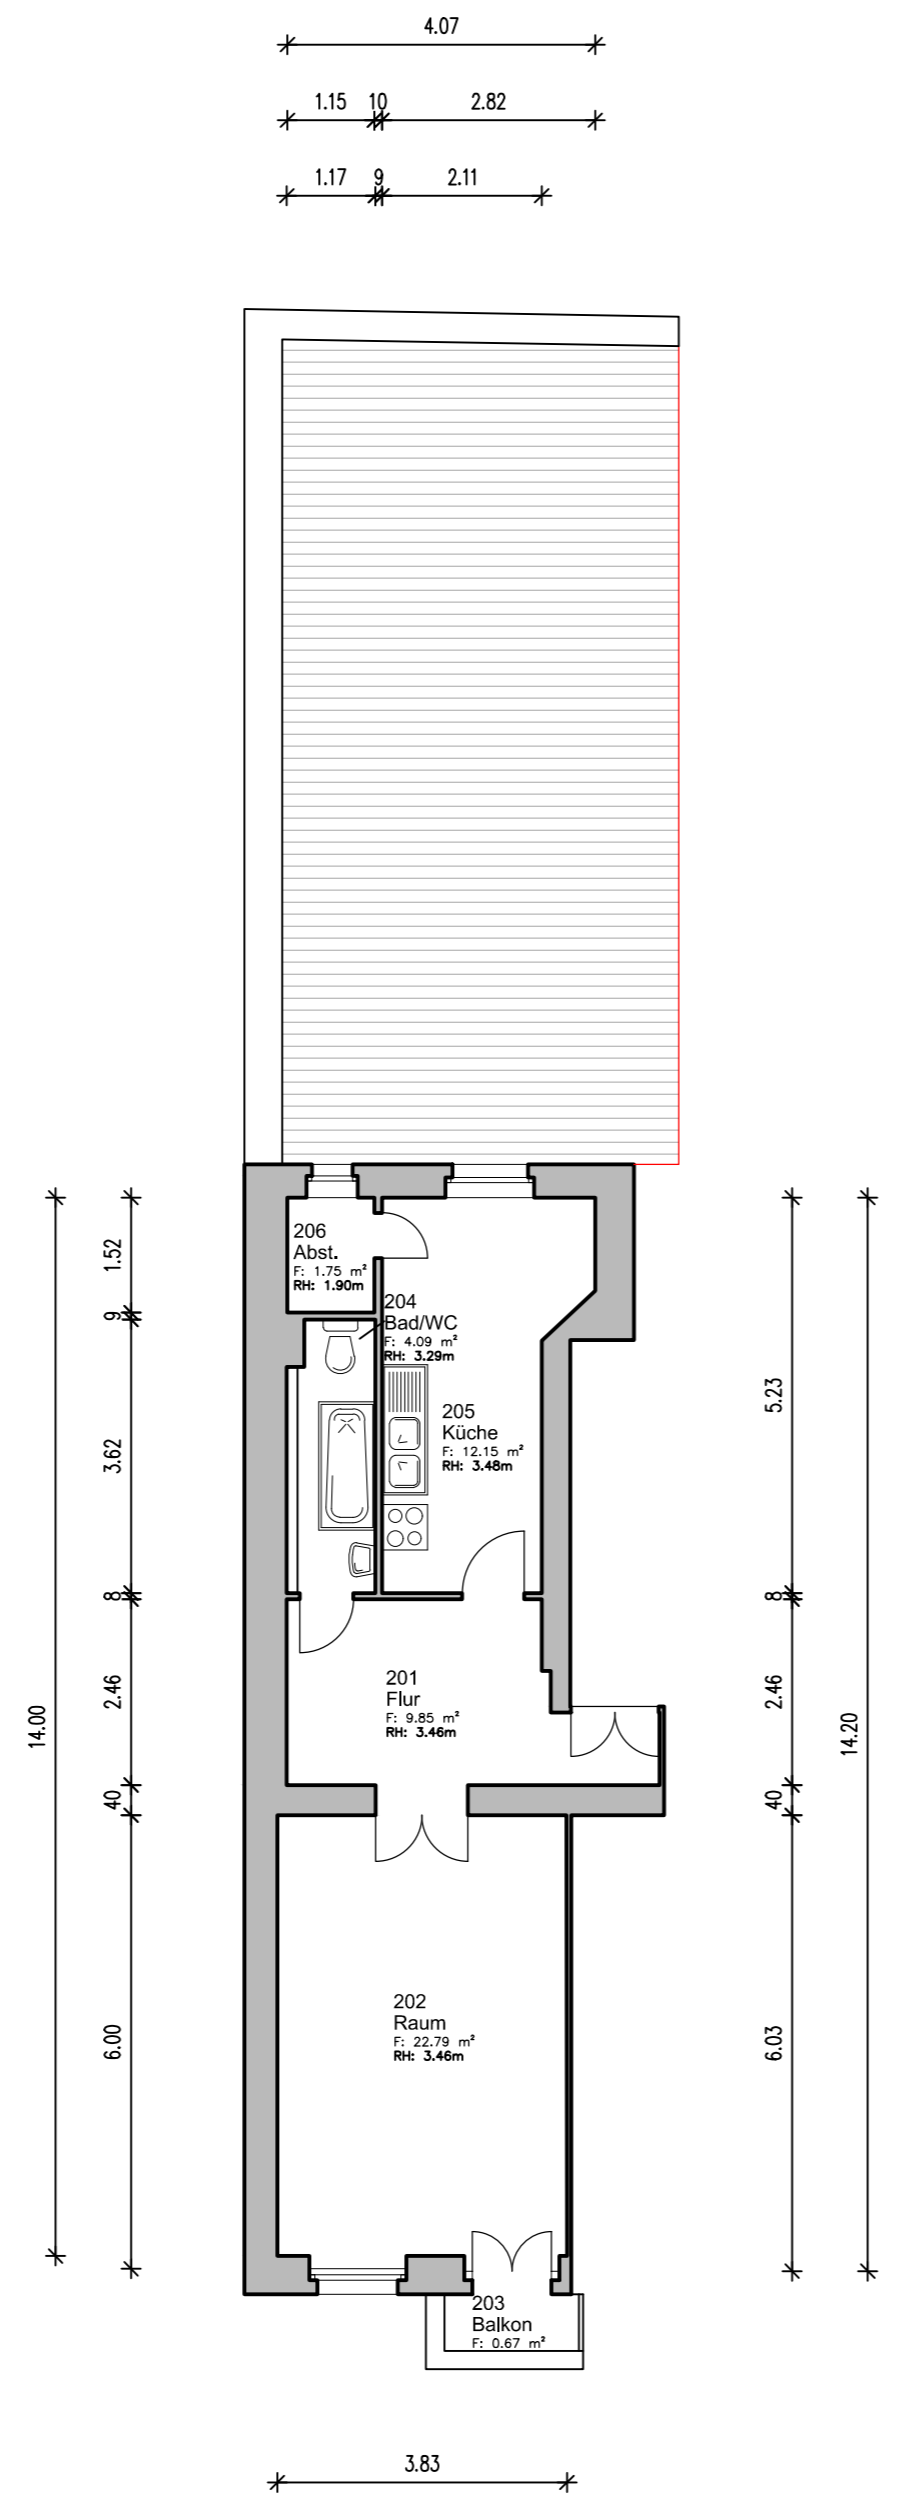 4.07
1.15 10 2.82
1.17 9 2.11
206
Abst.
F: 1.75 m²
RH: 1.90m
204
Bad/WC
F: 4.09 m²
RH: 3.29m
205
Küche
F: 12.15 m²
RH: 3.48m
201
Flur
F: 9.85 m²
RH: 3.46m
202
Raum
F: 22.79 m²
RH: 3.46m
203
Balkon
F: 0.67 m²
14.00
1.52
9
3.62
8
2.46
40
6.00
5.23
8
2.46
40
6.03
14.20
3.83